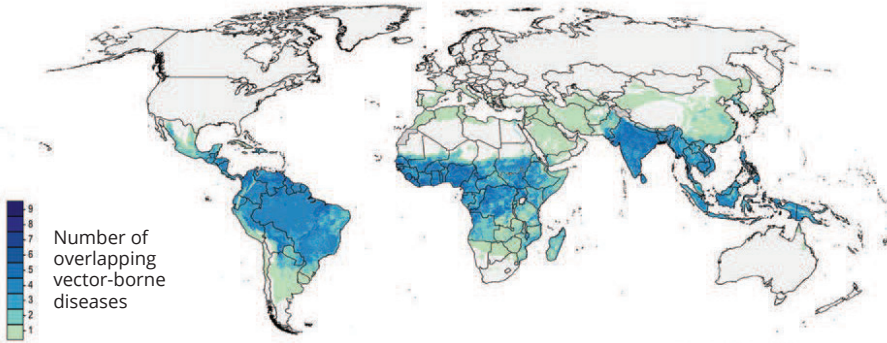 9
8
7
6
5
4
3
2
1
Number of
overlapping
vector-borne
diseases